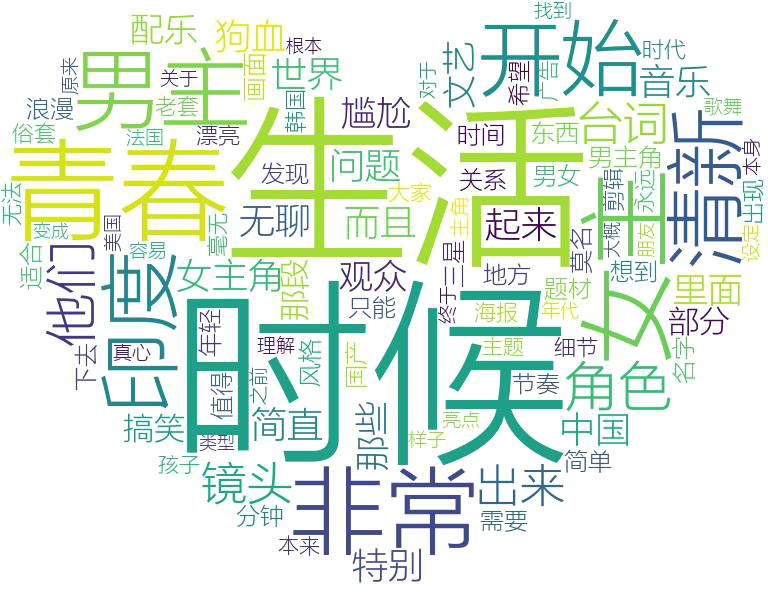 找到
配乐
狗血
根本
开始
时代
男主
世界
文艺
希望
广告
音乐
对于
原来
关于
画面
浪漫
老套
韩国
尴尬
歌舞
俗套
法国
漂亮
生活
时间
东西
台词
清新
本身
青春
发现
问题
关系
男主角
男女
永远
剪辑
无法
变成
美国
容易
毫无
无聊
而且
大家
主角
起来
女主
莫名
大概
朋友
出现
设定
适合
他们
印度
女主角
那段
观众
终于
三星
地方
想到
里面
下去
真心
年轻
时候
只能
海报
年代
题材
部分
名字
理解
风格
国产
主题
细节
值得
之前
节奏
角色
搞笑
类型
简直
那些
样子
亮点
中国
孩子
镜头
非常
出来
简单
分钟
需要
本来
特别